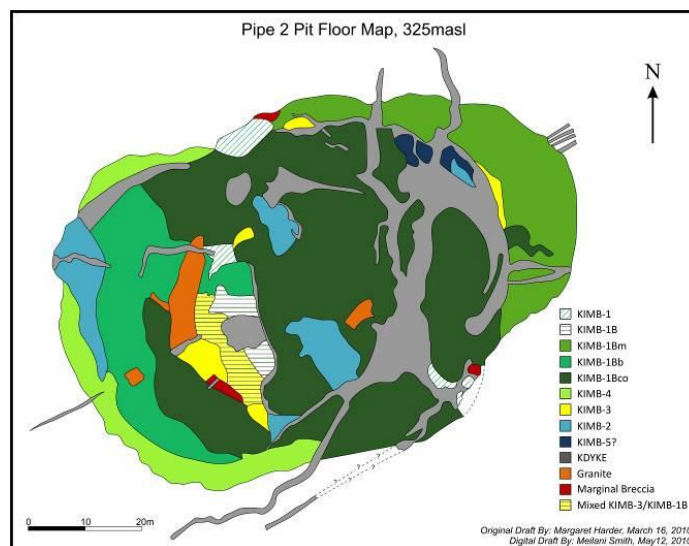 Pipe 2 Pit Floor Map, 325masl
N
KIMB-1
KIMB-1B
KIMB-1Bm
KIMB-1Bb
KIMB-1Bco
KIMB-4
KIMB-3
KIMB-2
KIMB-5?
KDYKE
Granite
Marginal Breccia
Mixed KIMB-3/KIMB-1B
? ? ? ?
0 10 20m
Original Draft By: Margaret Harder, March 16, 2010
Digital Draft By: Meilani Smith, May12, 2010